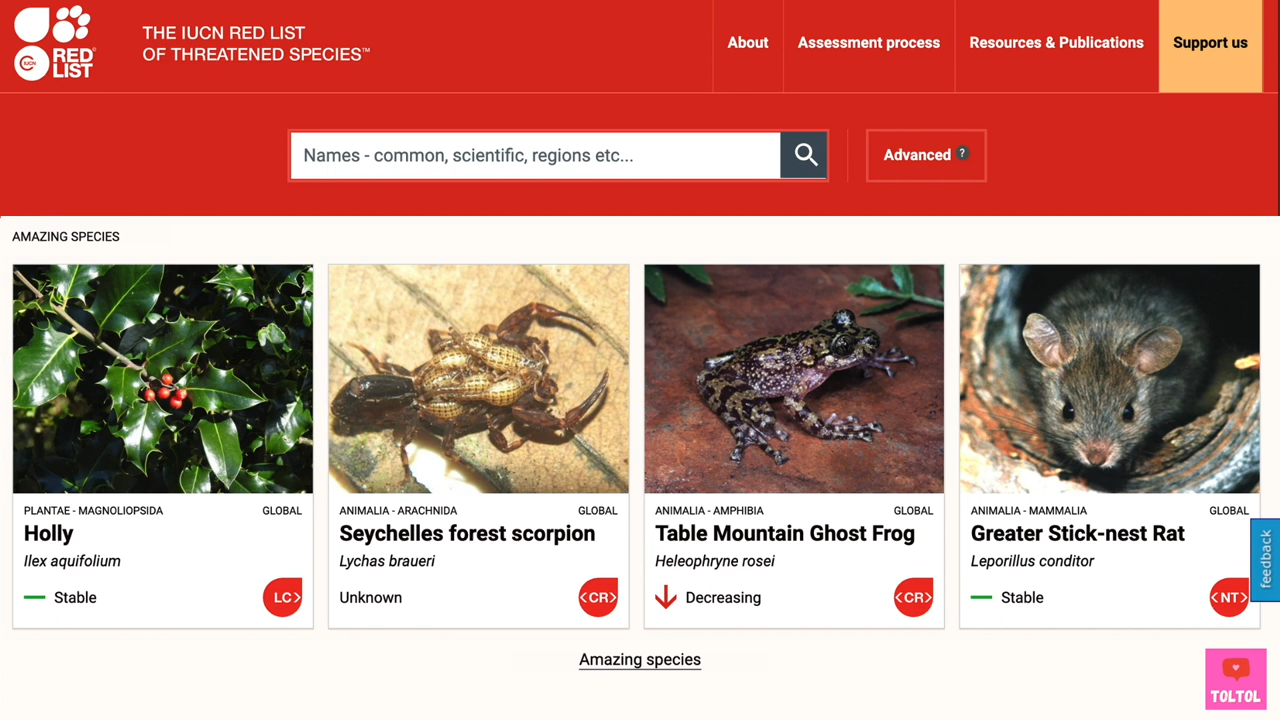 RED
LIST
IUCN
THE IUCN RED LIST
OF THREATENED SPECIES™
About
Assessment process
Resources & Publications
Support us
Names - common, scientific, regions etc...
Advanced ?
AMAZING SPECIES
PLANTAE - MAGNOLIOPSIDA GLOBAL
Holly
Ilex aquifolium
Stable LC>
ANIMALIA - ARACHNIDA GLOBAL
Seychelles forest scorpion
Lychas braueri
Unknown <CR>
ANIMALIA - AMPHIBIA GLOBAL
Table Mountain Ghost Frog
Heleophryne rosei
Decreasing <CR>
ANIMALIA - MAMMALIA GLOBAL
Greater Stick-nest Rat
Leporillus conditor
Stable <NT>
feedback
Amazing species
TOLTOL